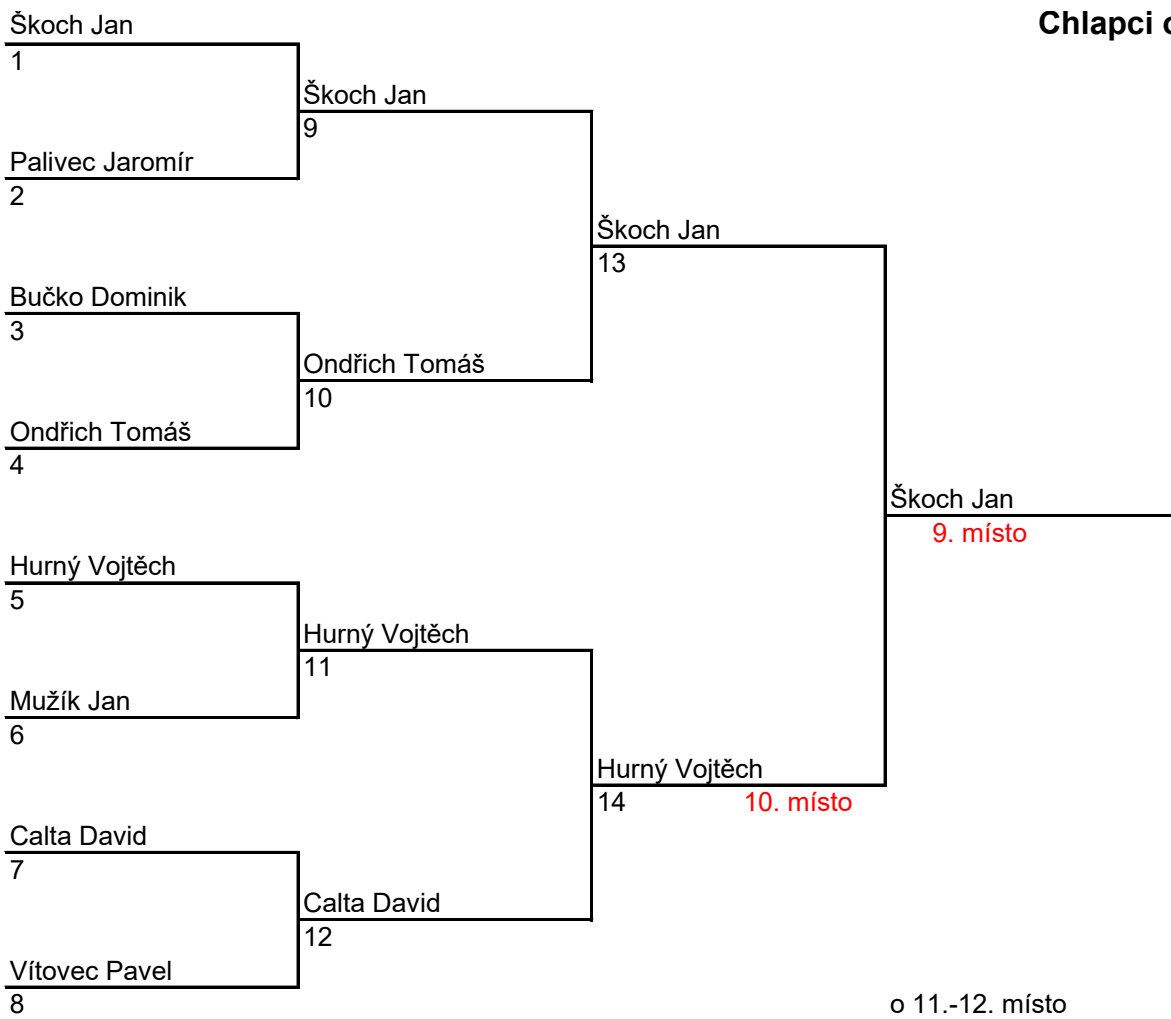 Škoch Jan
Chlapci
1
Škoch Jan
9
Palivec Jaromír
2
Škoch Jan
13
Bučko Dominik
3
Ondřich Tomáš
10
Ondřich Tomáš
4
Škoch Jan
9. místo
Hurný Vojtěch
5
Hurný Vojtěch
11
Mužík Jan
6
Hurný Vojtěch
14 10. místo
Calta David
7
Calta David
12
Vítovec Pavel
8
o 11.-12. místo